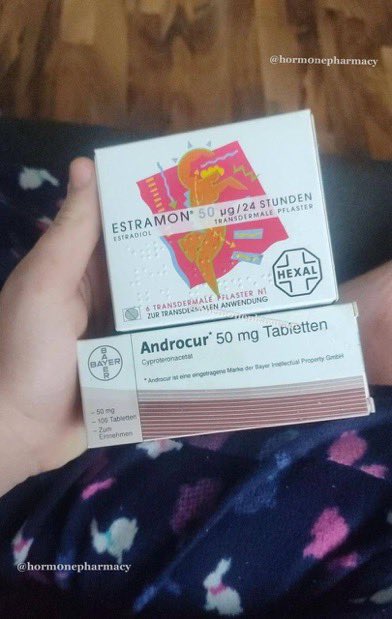 @hormonepharmacy
ESTRAMON® 50 µg/24 STUNDEN
ESTRADIOL
TRANSDERMALE PFLASTER
HEXAL
6 TRANSDERMALE PFLASTER N1
ZUR TRANSDERMALEN ANWENDUNG
BAYER
BAYER
Androcur® 50 mg Tabletten
Cyproteronacetat
® Androcur ist eine eingetragene Marke der Bayer Intellectual Property GmbH
– 50 mg
Tabletten
– Zum
Einnehmen
@hormonepharmacy